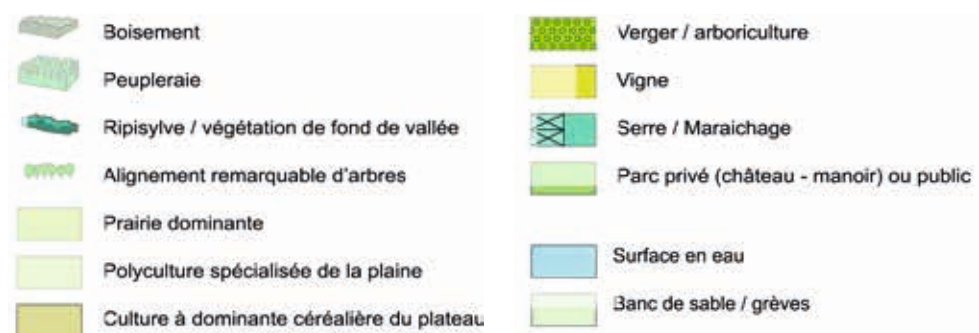 Boisement
Peupleraie
Ripisylve / végétation de fond de vallée
Alignement remarquable d'arbres
Prairie dominante
Polyculture spécialisée de la plaine
Culture à dominante céréalière du plateau
Verger / arboriculture
Vigne
Serre / Maraichage
Parc privé (château - manoir) ou public
Surface en eau
Banc de sable / grèves